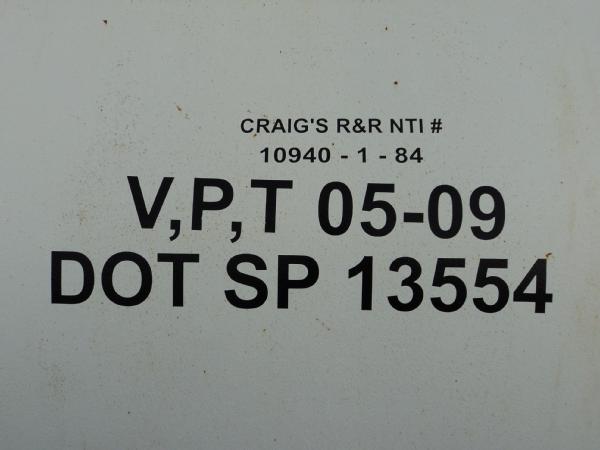 CRAIG'S R&R NTI #
10940 - 1 - 84
V,P,T 05-09
DOT SP 13554